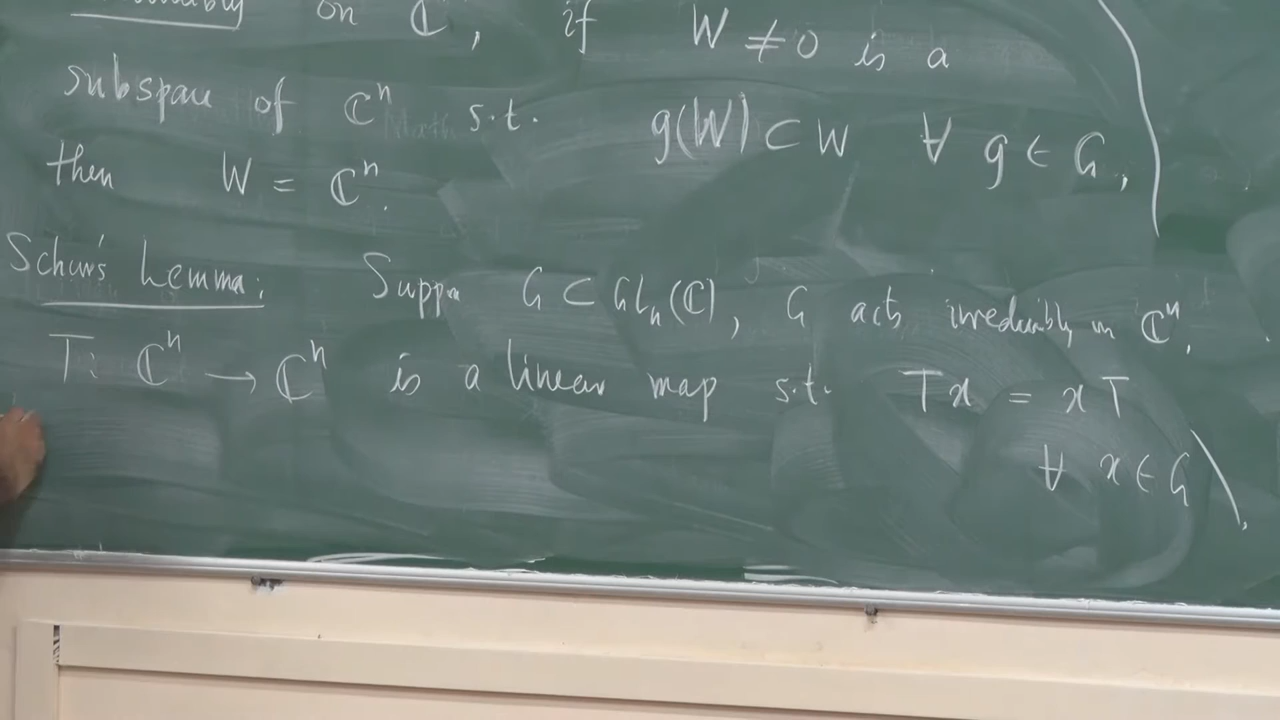 on ℂ, if W ≠ 0 is a
subspace of ℂⁿ s.t. g(W) ⊂ W ∀ g ∈ G,
then W = ℂⁿ.
Schur's Lemma: Suppose G ⊂ GLₙ(ℂ), G acts irreducibly on ℂⁿ,
T: ℂⁿ → ℂⁿ is a linear map s.t. Tx = xT
∀ x ∈ G